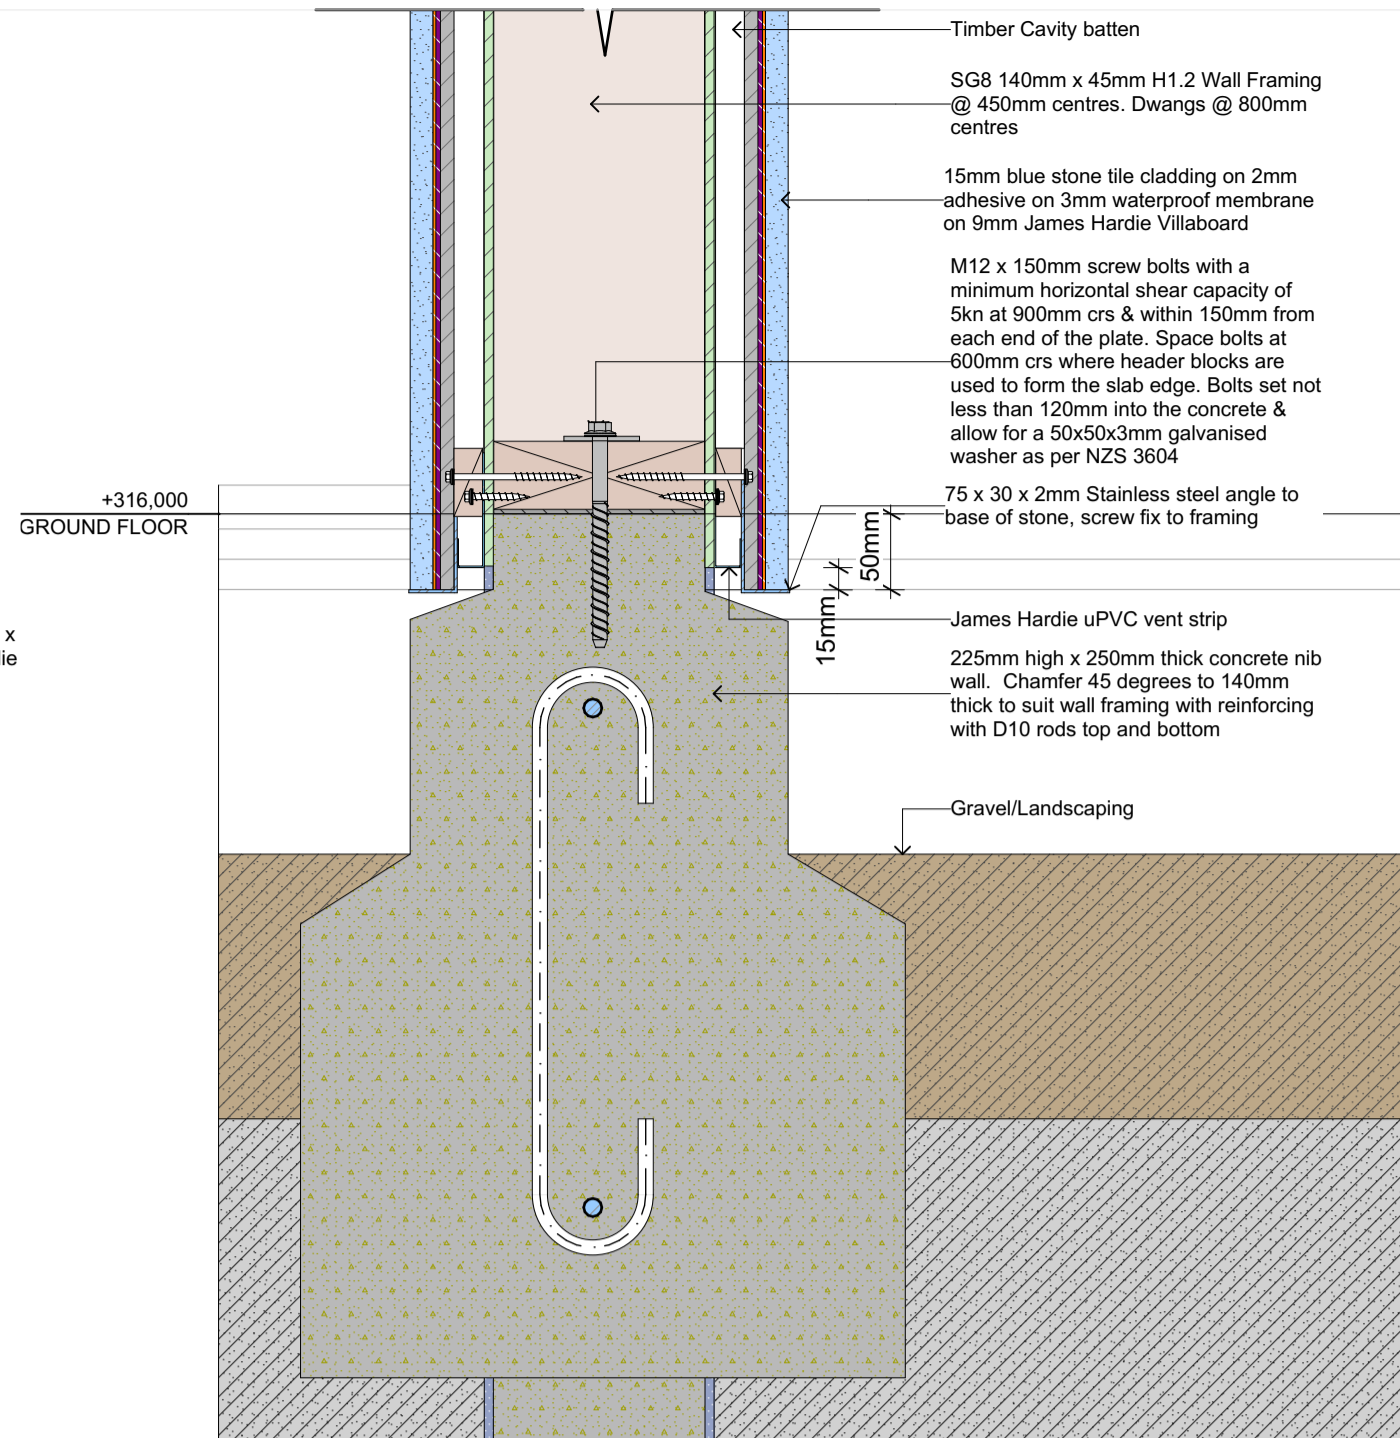 Timber Cavity batten
SG8 140mm x 45mm H1.2 Wall Framing
@ 450mm centres. Dwangs @ 800mm
centres
15mm blue stone tile cladding on 2mm
adhesive on 3mm waterproof membrane
on 9mm James Hardie Villaboard
M12 x 150mm screw bolts with a
minimum horizontal shear capacity of
5kn at 900mm crs & within 150mm from
each end of the plate. Space bolts at
600mm crs where header blocks are
used to form the slab edge. Bolts set not
less than 120mm into the concrete &
allow for a 50x50x3mm galvanised
washer as per NZS 3604
+316,000
GROUND FLOOR
75 x 30 x 2mm Stainless steel angle to
base of stone, screw fix to framing
50mm
15mm
James Hardie uPVC vent strip
x
lie
225mm high x 250mm thick concrete nib
wall. Chamfer 45 degrees to 140mm
thick to suit wall framing with reinforcing
with D10 rods top and bottom
Gravel/Landscaping